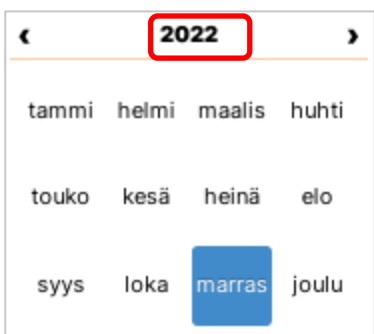 ‹ 2022 ›
tammi helmi maalis huhti
touko kesä heinä elo
syys loka marras joulu